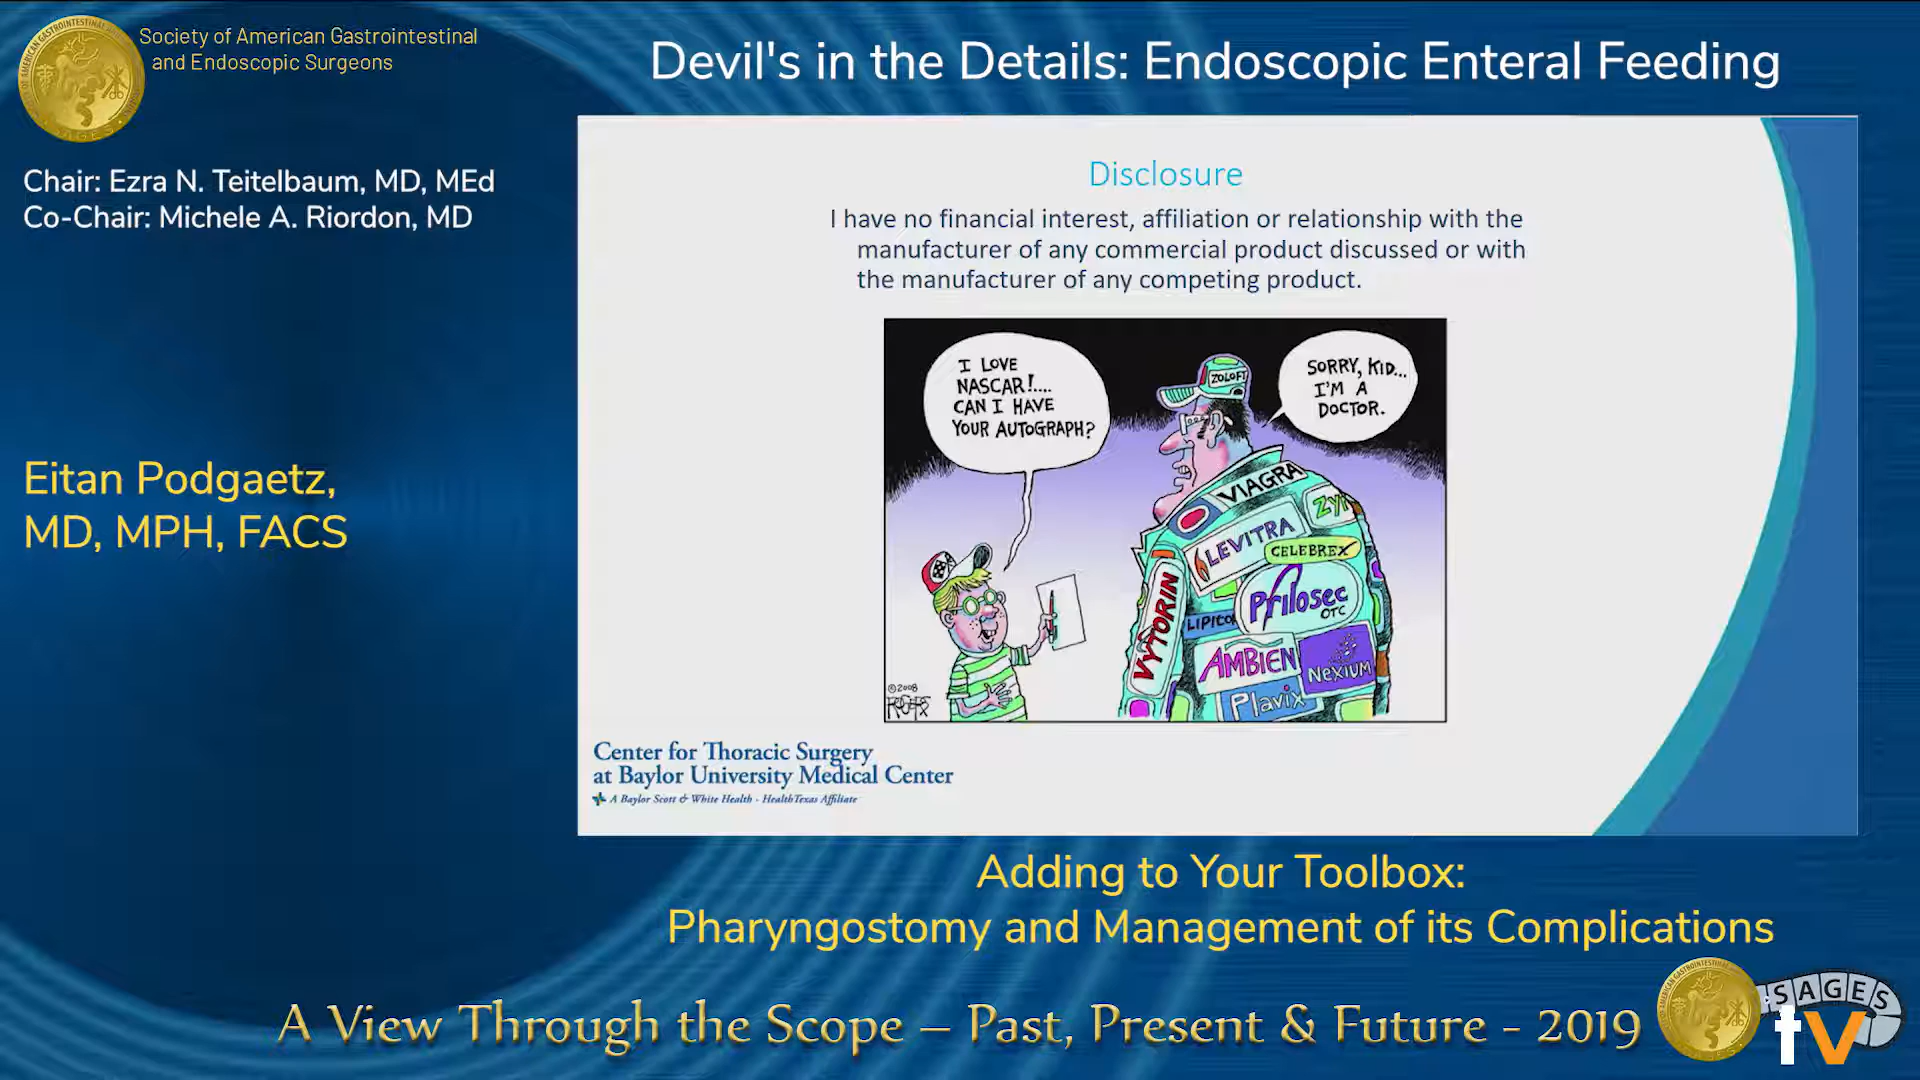 Society of American Gastrointestinal
and Endoscopic Surgeons
Devil's in the Details: Endoscopic Enteral Feeding
Chair: Ezra N. Teitelbaum, MD, MEd
Co-Chair: Michele A. Riordon, MD
Eitan Podgaetz,
MD, MPH, FACS
Disclosure
I have no financial interest, affiliation or relationship with the
manufacturer of any commercial product discussed or with
the manufacturer of any competing product.
I LOVE
NASCAR!....
CAN I HAVE
YOUR AUTOGRAPH?
SORRY, KID...
I'M A
DOCTOR.
ZOLOFT
VIAGRA
ZY
LEVITRA
CELEBREX
VYTORIN
Prilosec
OTC
LIPITO
AMBIEN
NEXIUM
Plavix
©2008
Center for Thoracic Surgery
at Baylor University Medical Center
A Baylor Scott & White Health - HealthTexas Affiliate
Adding to Your Toolbox:
Pharyngostomy and Management of its Complications
A View Through the Scope – Past, Present & Future - 2019
SAGES
tv